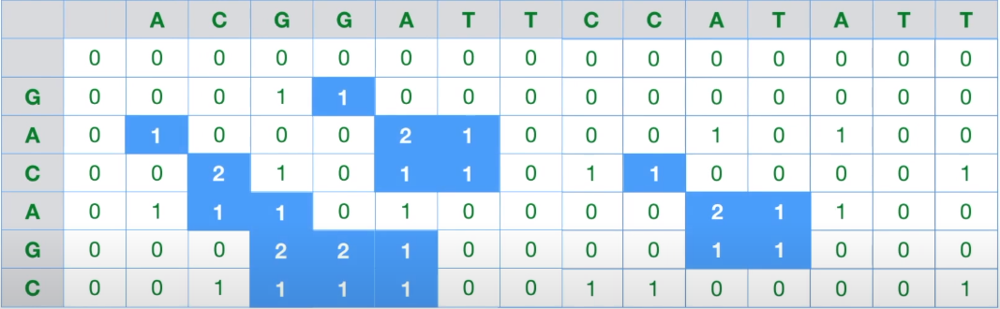 A C G G A T T C C A T A T T
0 0 0 0 0 0 0 0 0 0 0 0 0 0 0
G 0 0 0 1 1 0 0 0 0 0 0 0 0 0 0
A 0 1 0 0 0 2 1 0 0 0 1 0 1 0 0
C 0 0 2 1 0 1 1 0 1 1 0 0 0 0 1
A 0 1 1 1 0 1 0 0 0 0 2 1 1 0 0
G 0 0 0 2 2 1 0 0 0 0 1 1 0 0 0
C 0 0 1 1 1 1 0 0 1 1 0 0 0 0 1